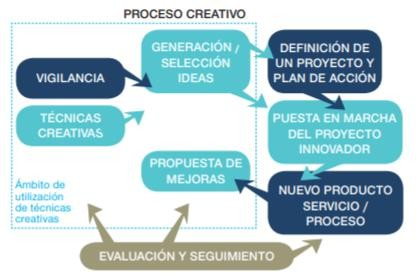 PROCESO CREATIVO
GENERACIÓN /
SELECCIÓN
IDEAS
DEFINICIÓN DE
UN PROYECTO Y
PLAN DE ACCIÓN
VIGILANCIA
TÉCNICAS
CREATIVAS
PUESTA EN MARCHA
DEL PROYECTO
INNOVADOR
PROPUESTA DE
MEJORAS
NUEVO PRODUCTO
SERVICIO /
PROCESO
Ámbito de
utilización
de técnicas
creativas
EVALUACIÓN Y SEGUIMIENTO